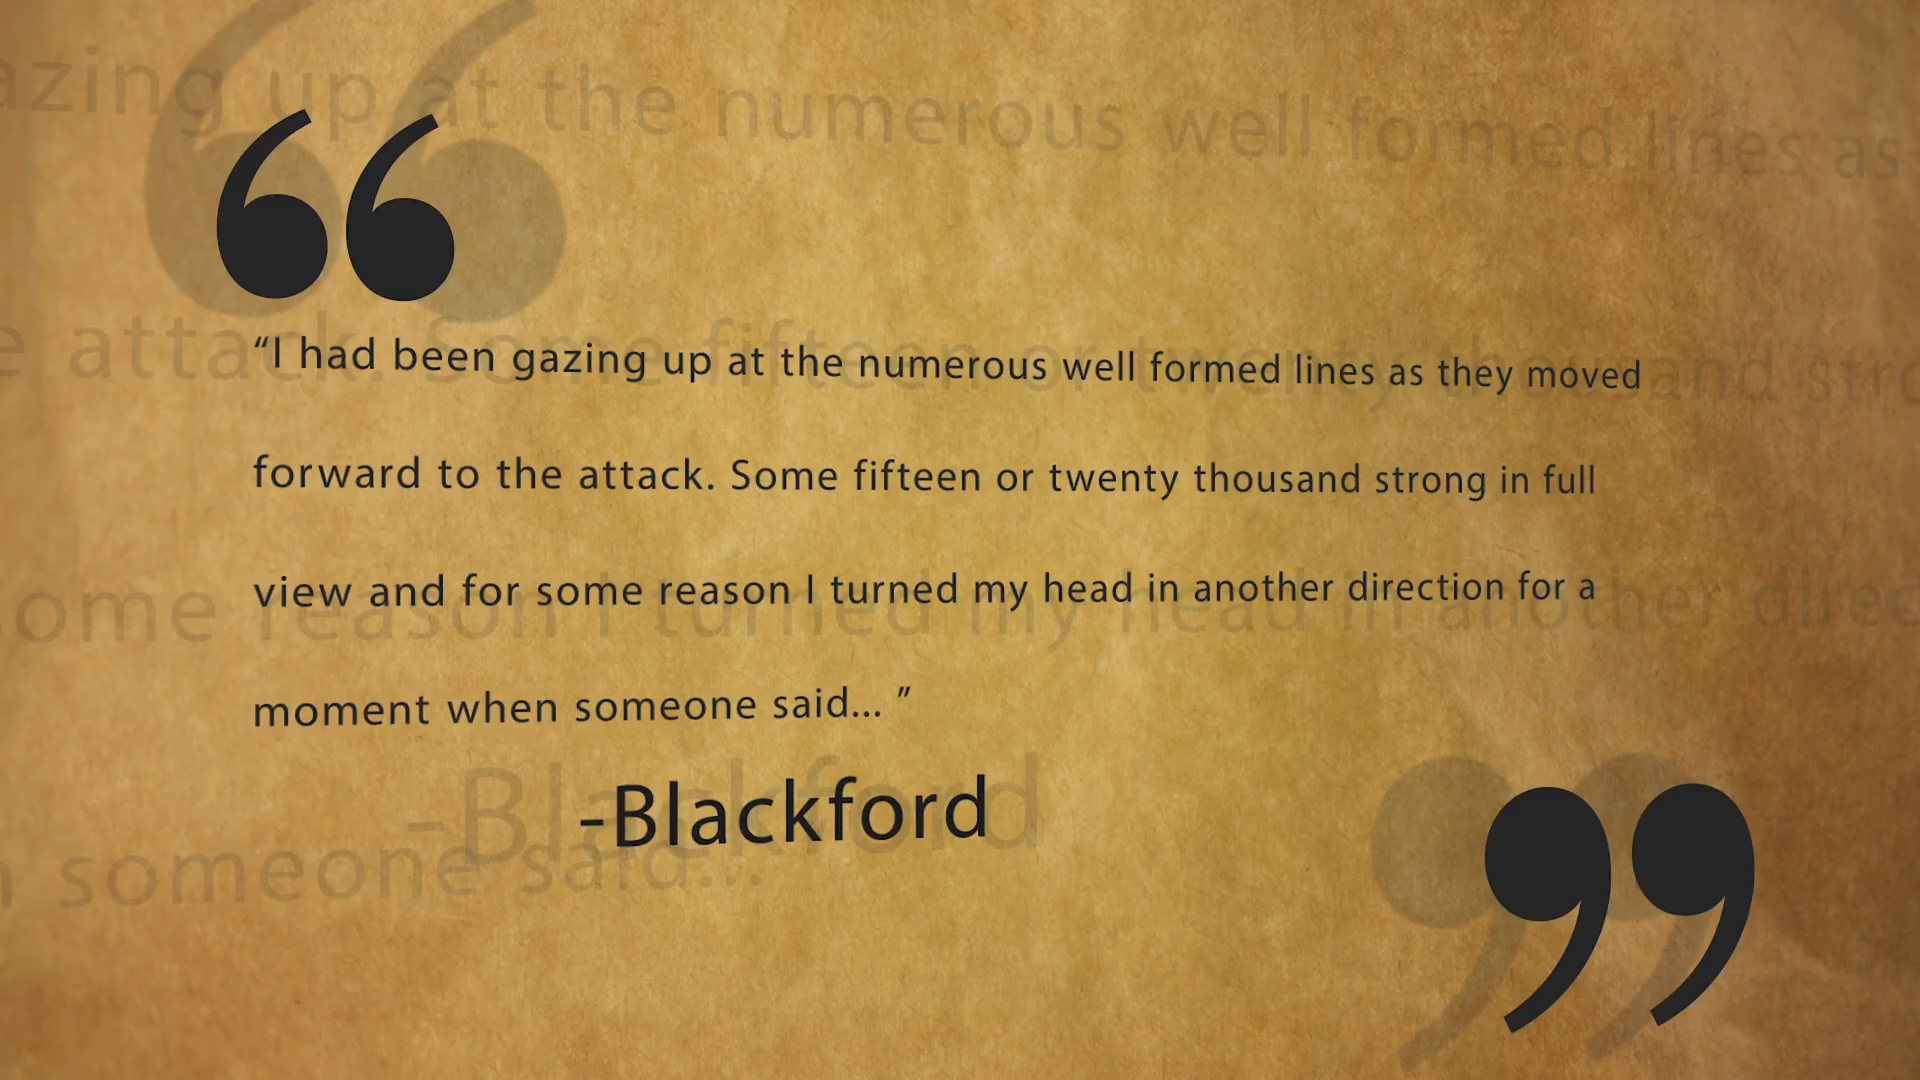 “I had been gazing up at the numerous well formed lines as they moved
forward to the attack. Some fifteen or twenty thousand strong in full
view and for some reason I turned my head in another direction for a
moment when someone said... ”
-Blackford